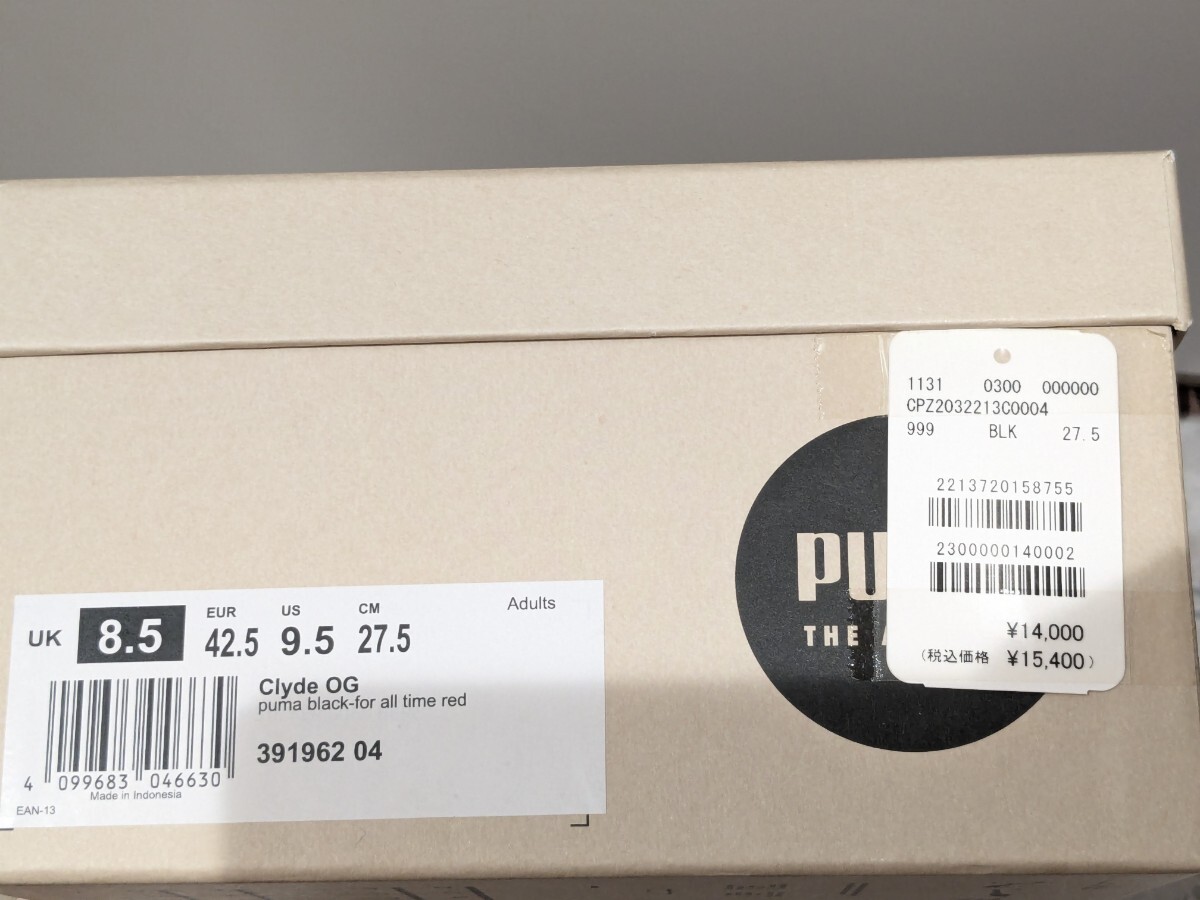 1131 0300 000000
CPZ2032213C0004
999 BLK 27.5
2213720158755
2300000140002
¥14,000
(税込価格 ¥15,400)
PU
THE
UK 8.5 EUR 42.5 US 9.5 CM 27.5 Adults
Clyde OG
puma black-for all time red
391962 04
4 099683 046630
Made in Indonesia
EAN-13